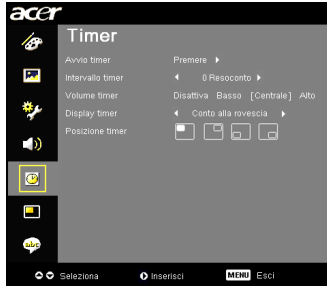 acer
Timer
Avvio timer Premere
Intervallo timer 0 Resoconto
Volume timer Disattiva Basso [Centrale] Alto
Display timer Conto alla rovescia
Posizione timer
abc
Seleziona Inserisci MENU Esci